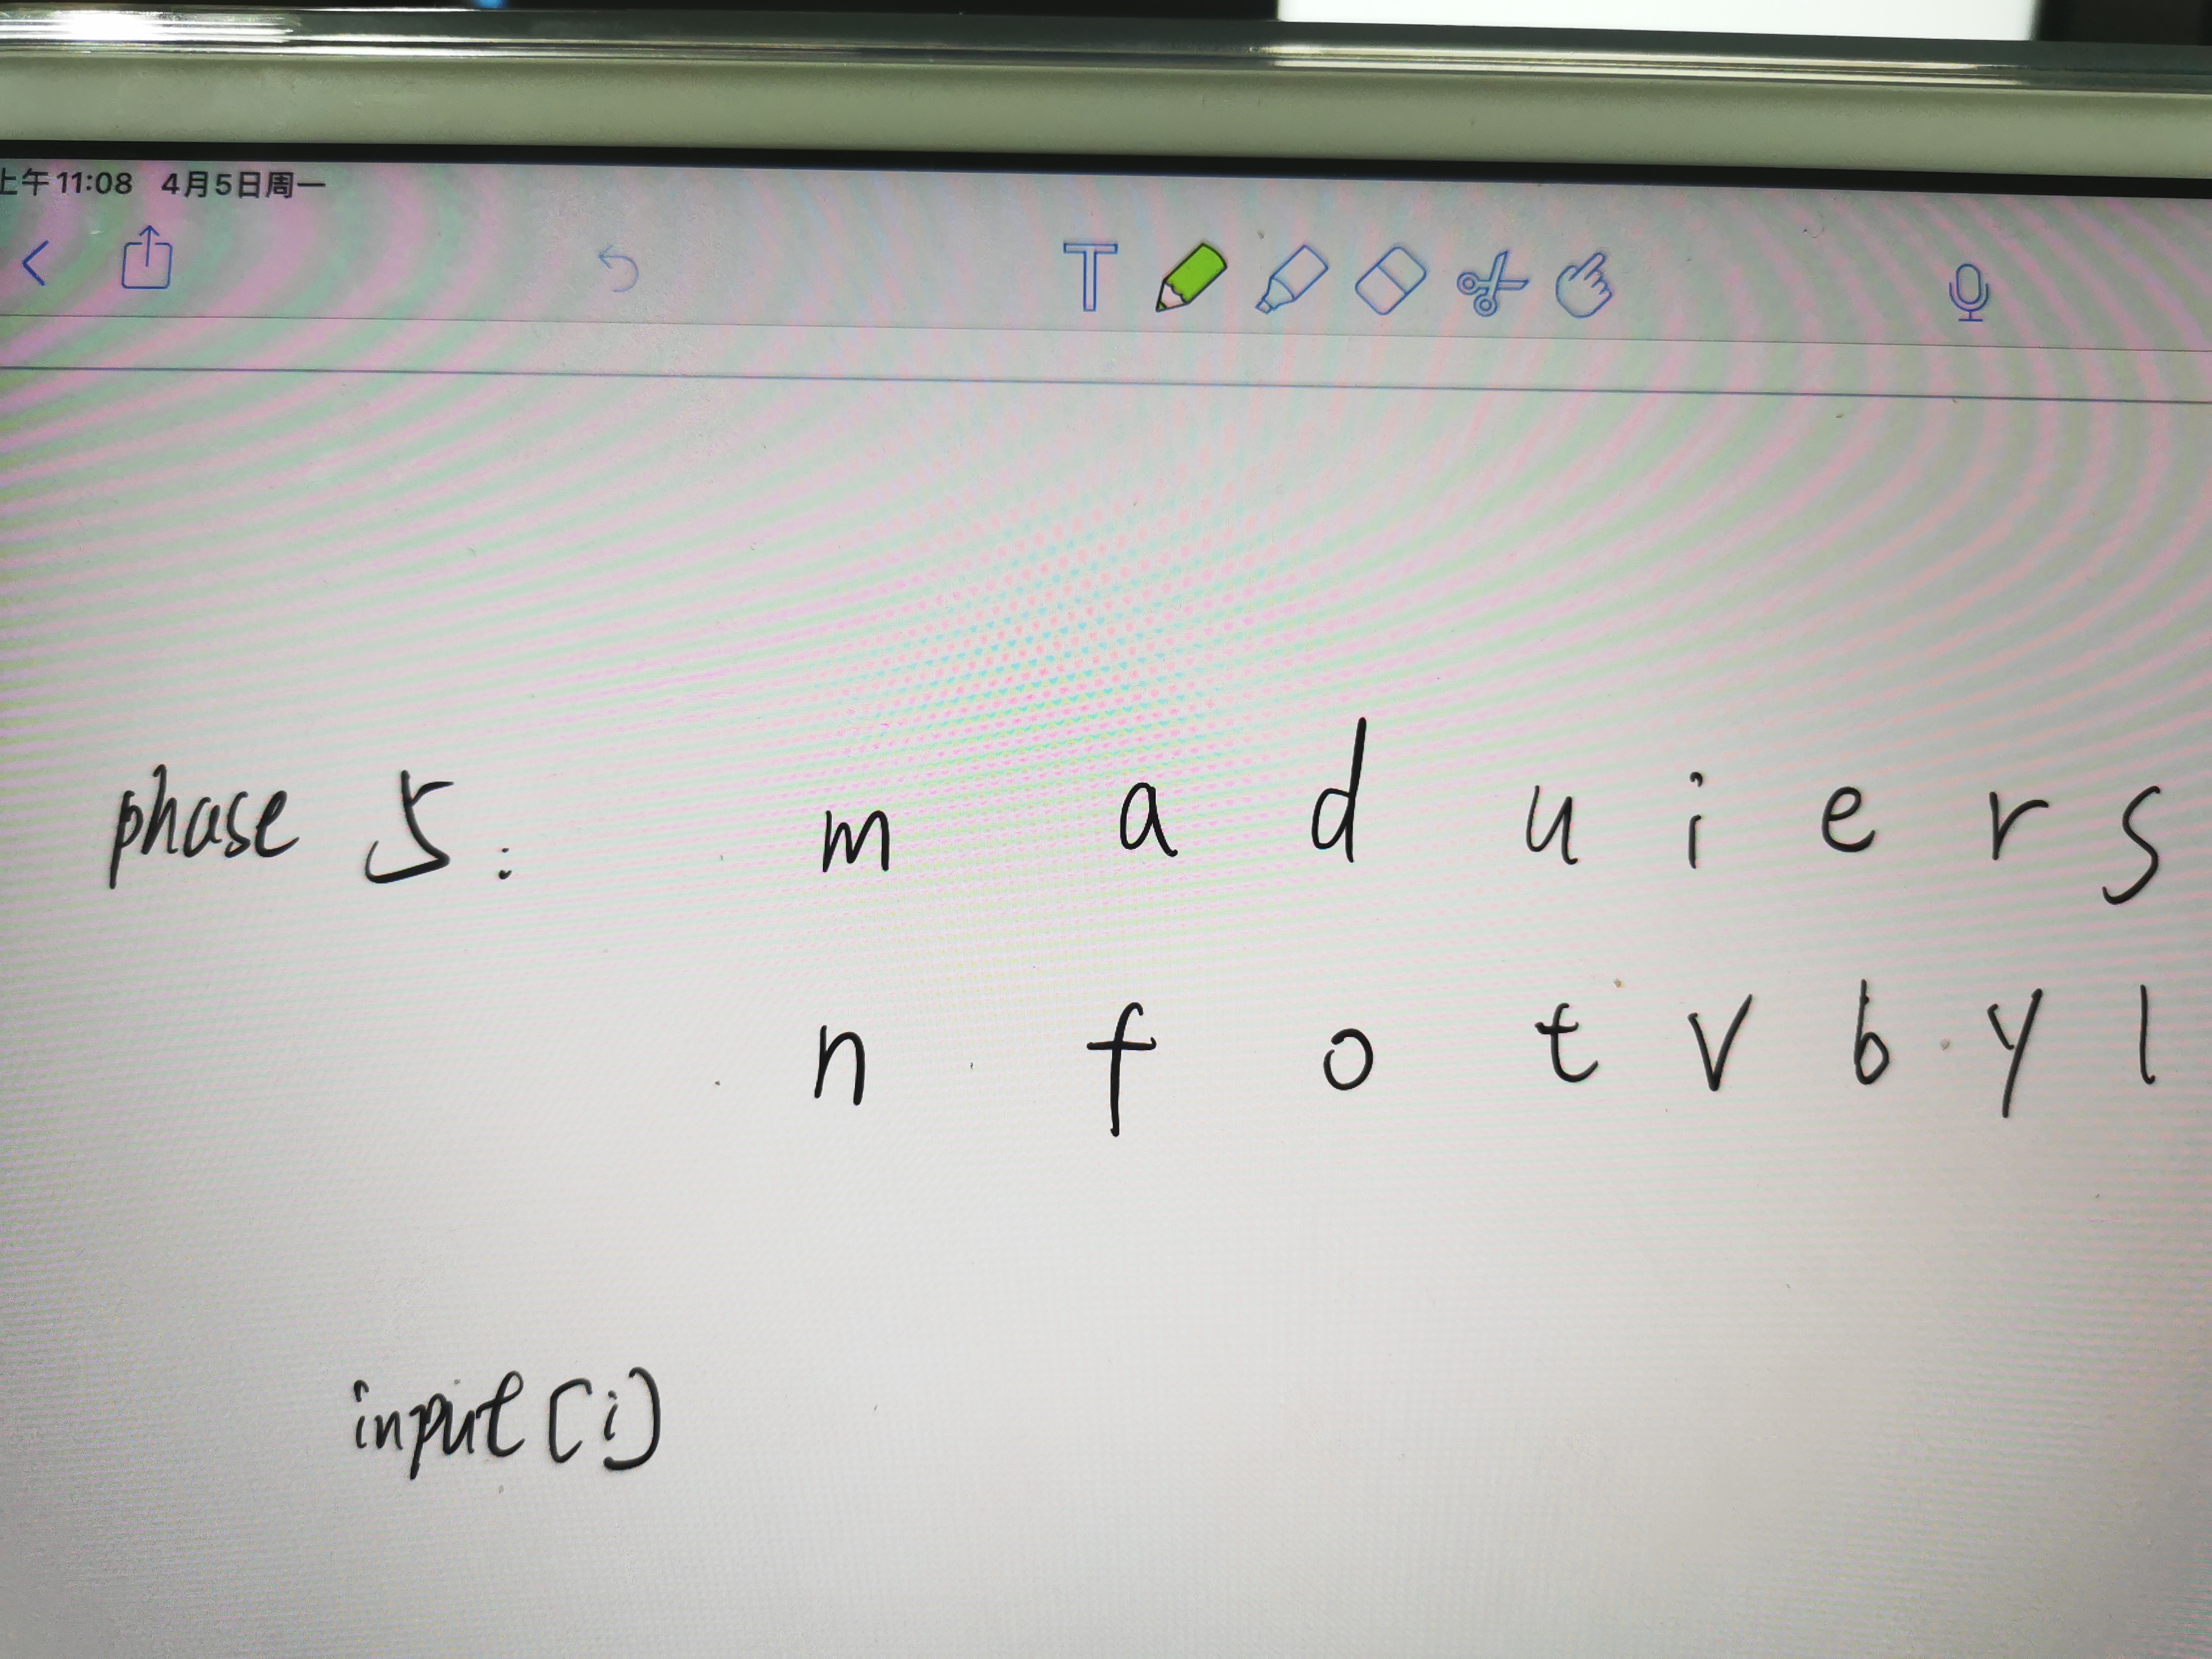 上午11:08 4月5日周一
T
phase 5: m a d u i e r s
n f o t v b y l
input[i]